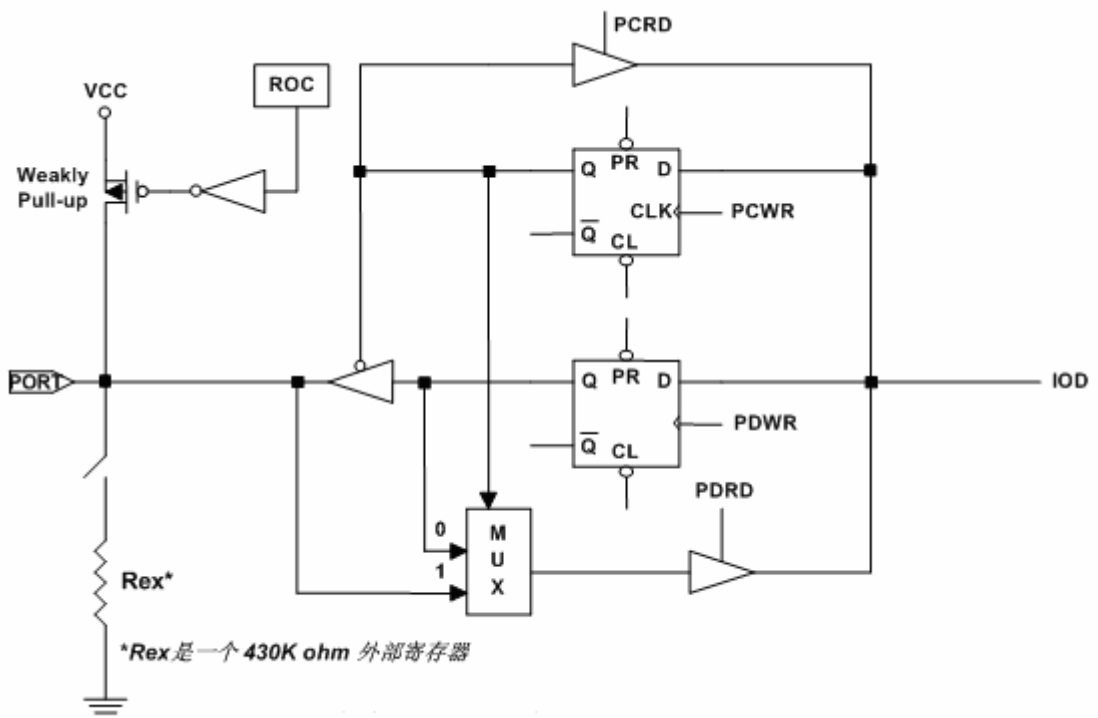 PCRD
ROC
VCC
Weakly
Pull-up
Q PR D
CLK PCWR
Q CL
PORT
Q PR D
IOD
PDWR
Q CL
PDRD
0
M
U
X
1
Rex*
*Rex是一个 430K ohm 外部寄存器